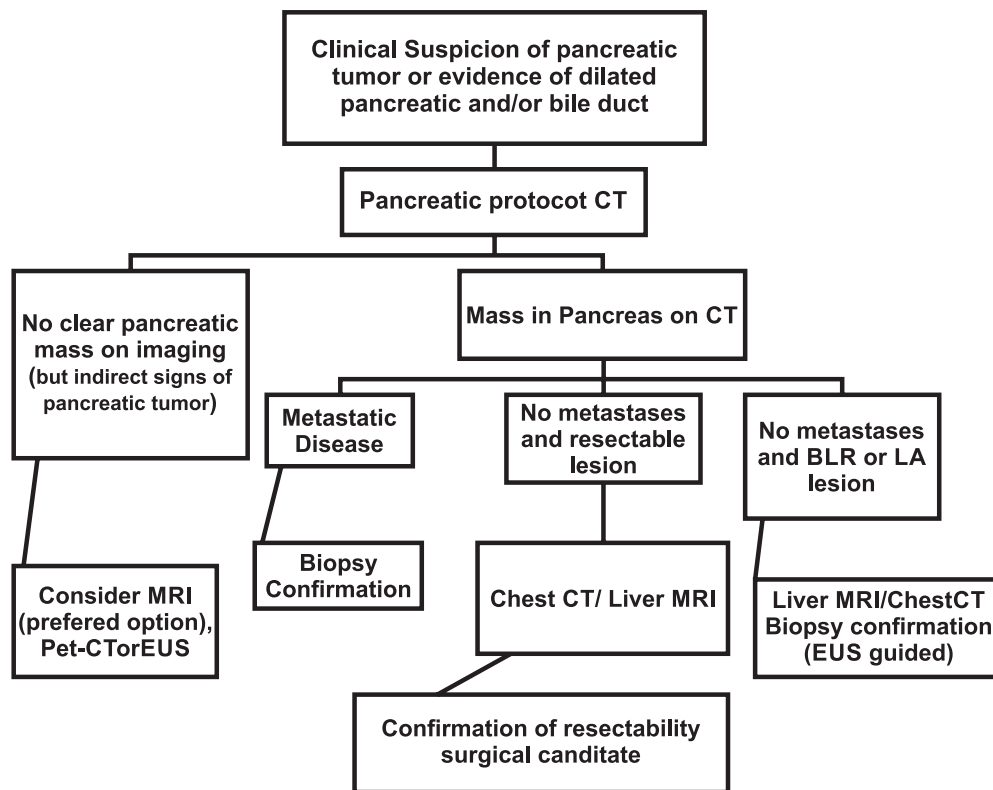 Clinical Suspicion of pancreatic
tumor or evidence of dilated
pancreatic and/or bile duct
Pancreatic protocot CT
No clear pancreatic
mass on imaging
(but indirect signs of
pancreatic tumor)
Mass in Pancreas on CT
Metastatic
Disease
No metastases
and resectable
lesion
No metastases
and BLR or LA
lesion
Biopsy
Confirmation
Consider MRI
(prefered option),
Pet-CTorEUS
Chest CT/ Liver MRI
Liver MRI/ChestCT
Biopsy confirmation
(EUS guided)
Confirmation of resectability
surgical canditate